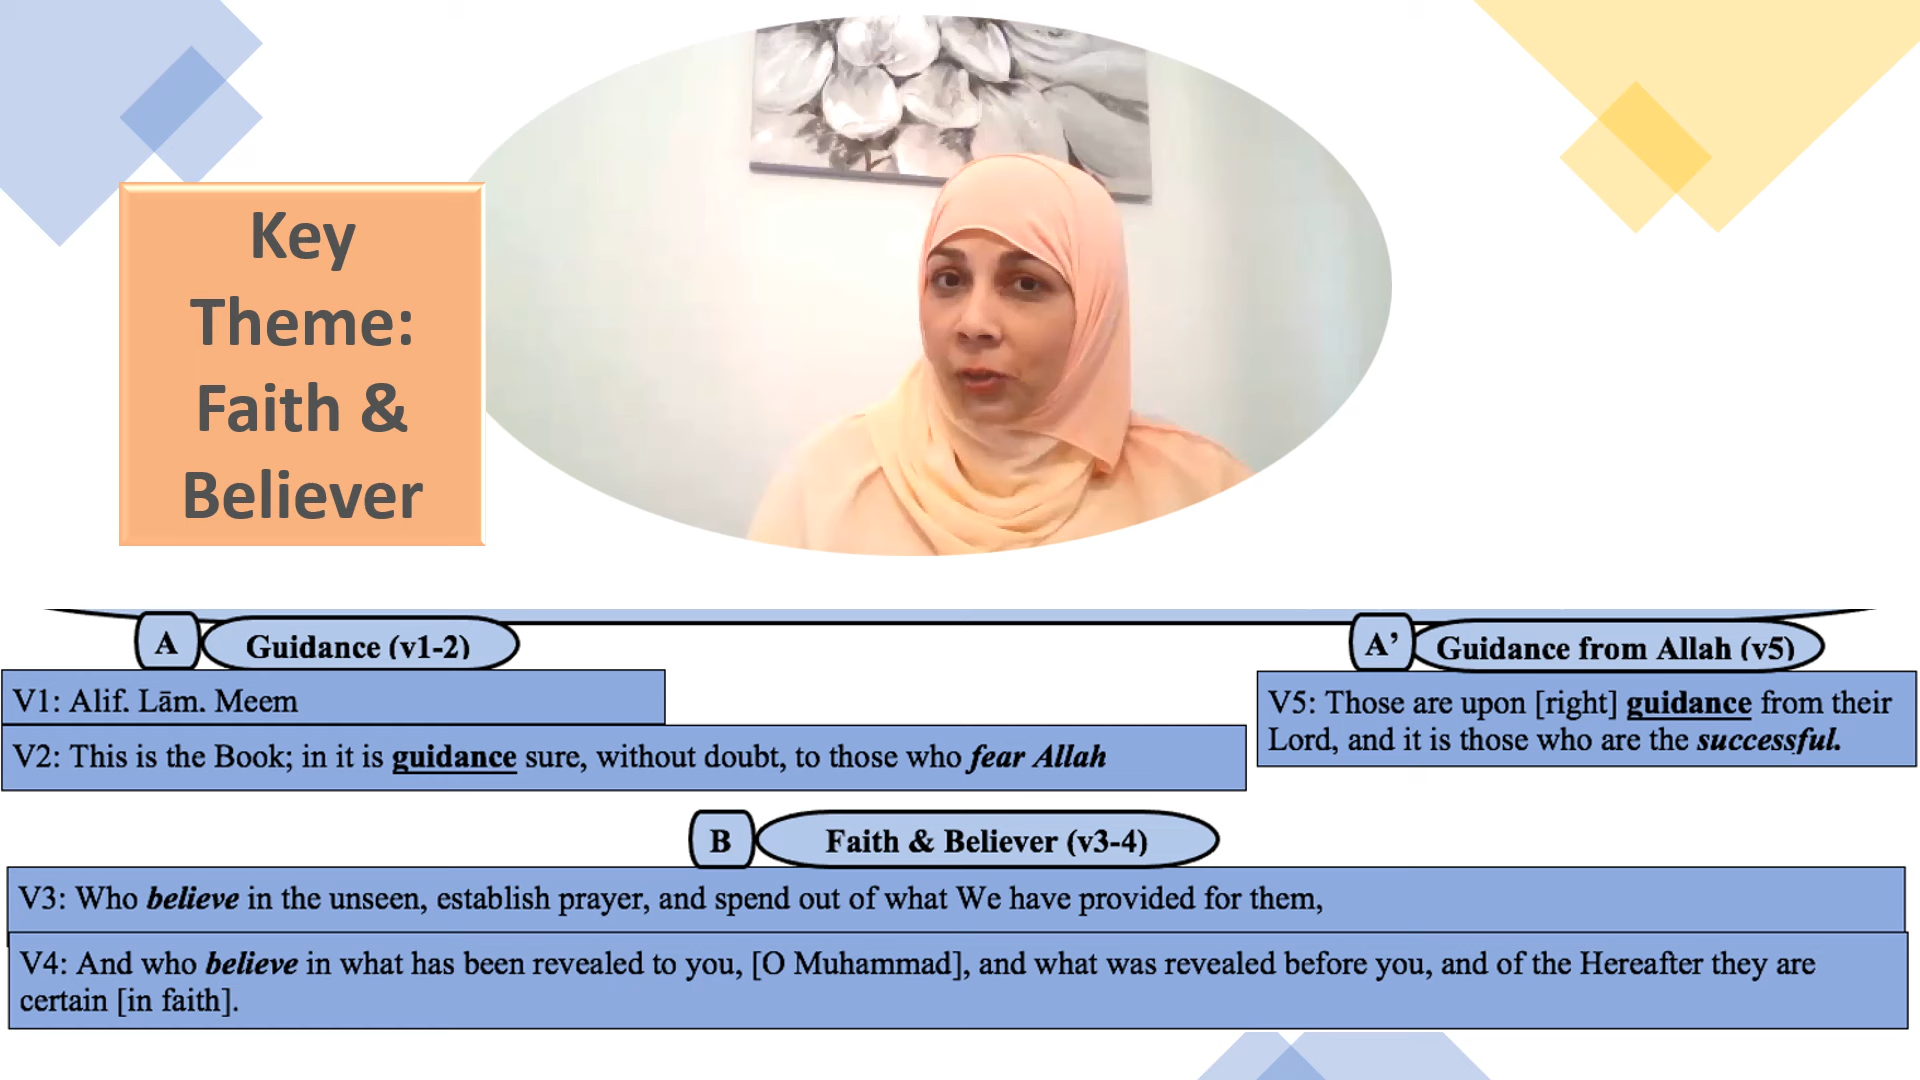 Key
Theme:
Faith &
Believer
A
Guidance (v1-2)
A’
Guidance from Allah (v5)
V1: Alif. Lām. Meem
V2: This is the Book; in it is guidance sure, without doubt, to those who fear Allah
V5: Those are upon [right] guidance from their
Lord, and it is those who are the successful.
B
Faith & Believer (v3-4)
V3: Who believe in the unseen, establish prayer, and spend out of what We have provided for them,
V4: And who believe in what has been revealed to you, [O Muhammad], and what was revealed before you, and of the Hereafter they are
certain [in faith].